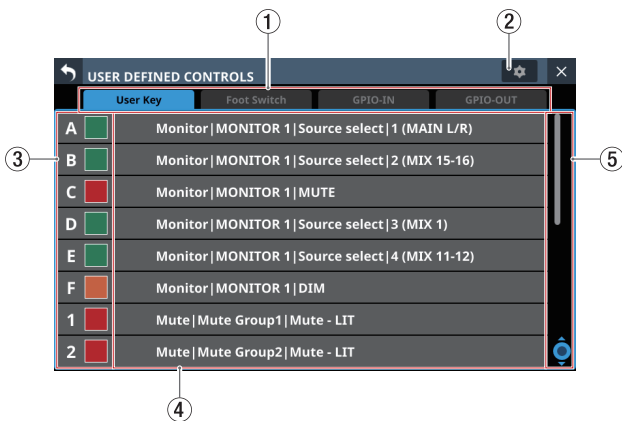 1
2
USER DEFINED CONTROLS
User Key Foot Switch GPIO-IN GPIO-OUT
A Monitor|MONITOR 1|Source select|1 (MAIN L/R)
B Monitor|MONITOR 1|Source select|2 (MIX 15-16)
3
5
C Monitor|MONITOR 1|MUTE
D Monitor|MONITOR 1|Source select|3 (MIX 1)
E Monitor|MONITOR 1|Source select|4 (MIX 11-12)
F Monitor|MONITOR 1|DIM
1 Mute|Mute Group1|Mute - LIT
2 Mute|Mute Group2|Mute - LIT
4